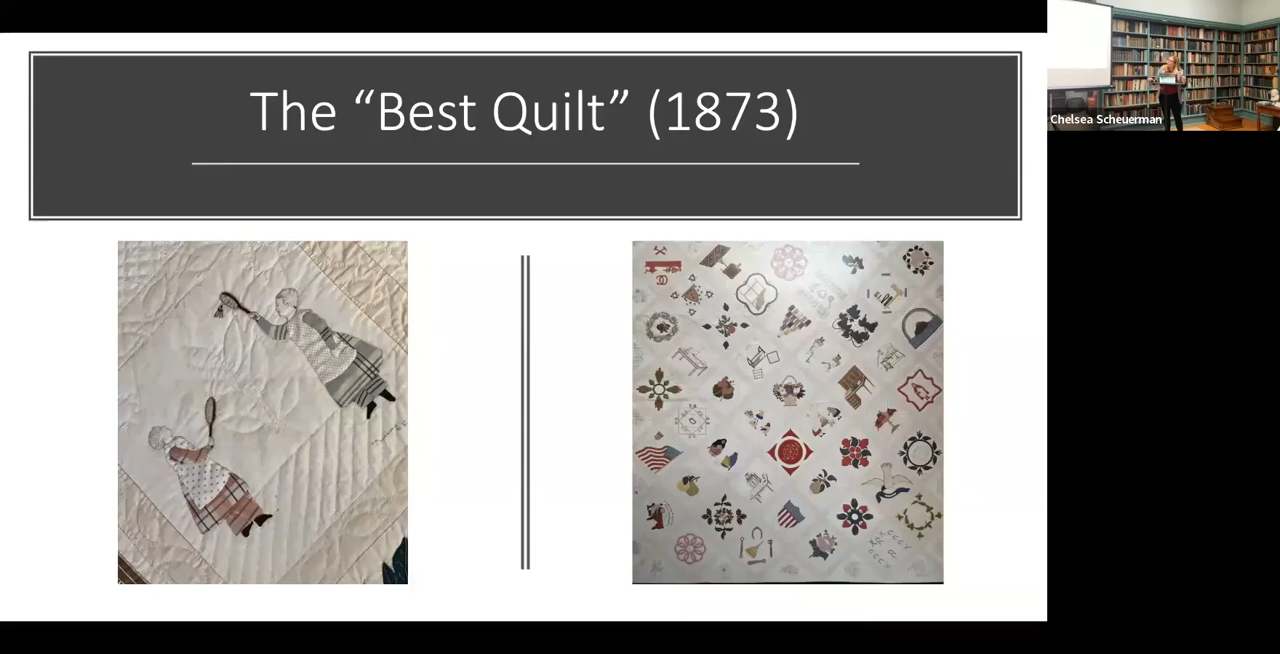 The “Best Quilt” (1873)
Chelsea Scheuerman